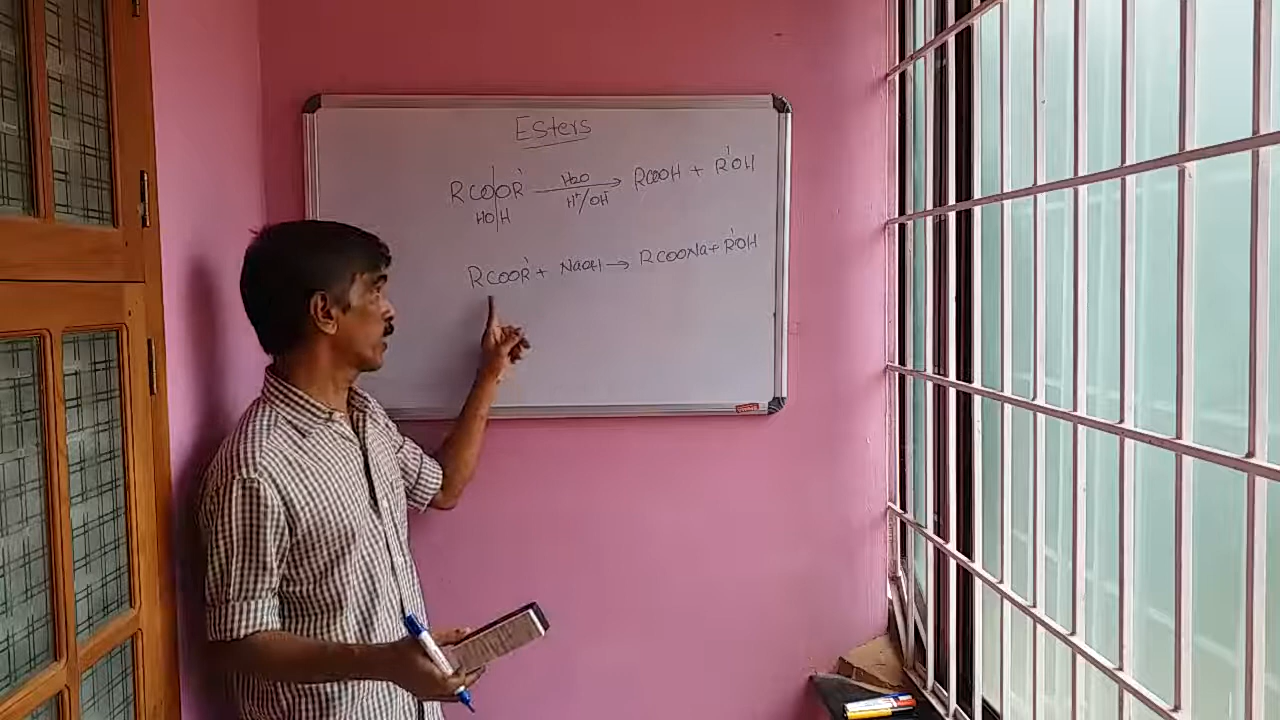 Esters
RCOOR' H2O/H+/OH → RCOOH + R'OH
HO|H
RCOOR' + NaOH → RCOONa + R'OH